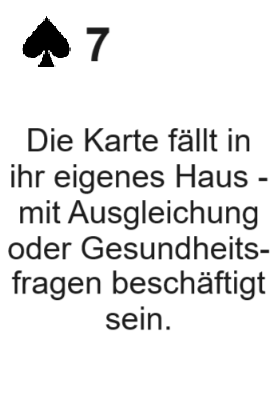 ♠ 7
Die Karte fällt in
ihr eigenes Haus -
mit Ausgleichung
oder Gesundheits-
fragen beschäftigt
sein.